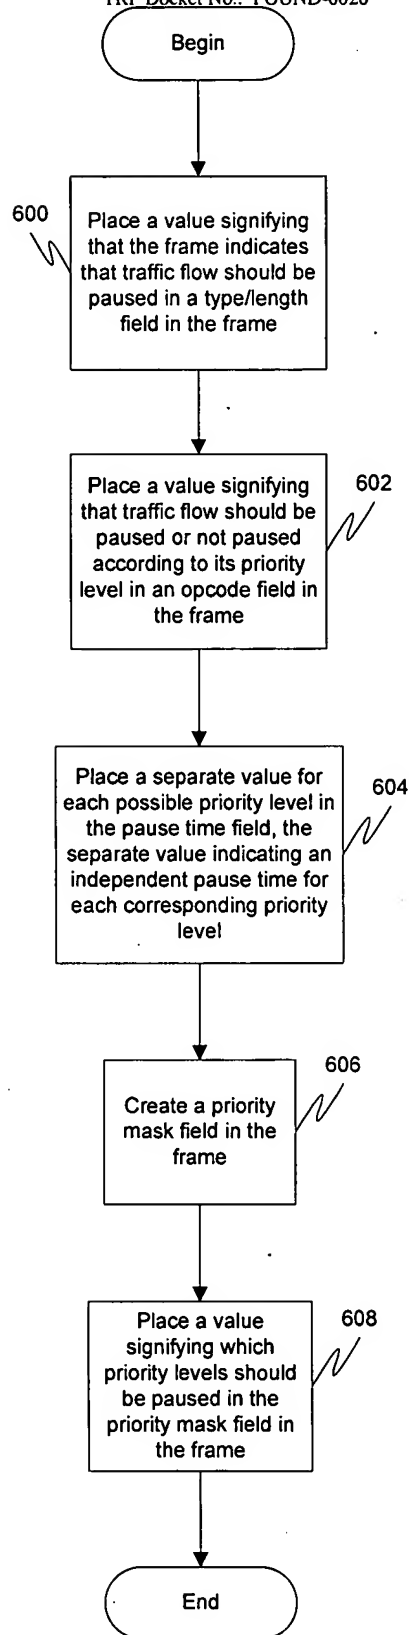 Docket No.: FOUND-0020
Begin
600
Place a value signifying
that the frame indicates
that traffic flow should be
paused in a type/length
field in the frame
602
Place a value signifying
that traffic flow should be
paused or not paused
according to its priority
level in an opcode field in
the frame
604
Place a separate value for
each possible priority level in
the pause time field, the
separate value indicating an
independent pause time for
each corresponding priority
level
606
Create a priority
mask field in the
frame
608
Place a value
signifying which
priority levels should
be paused in the
priority mask field in
the frame
End